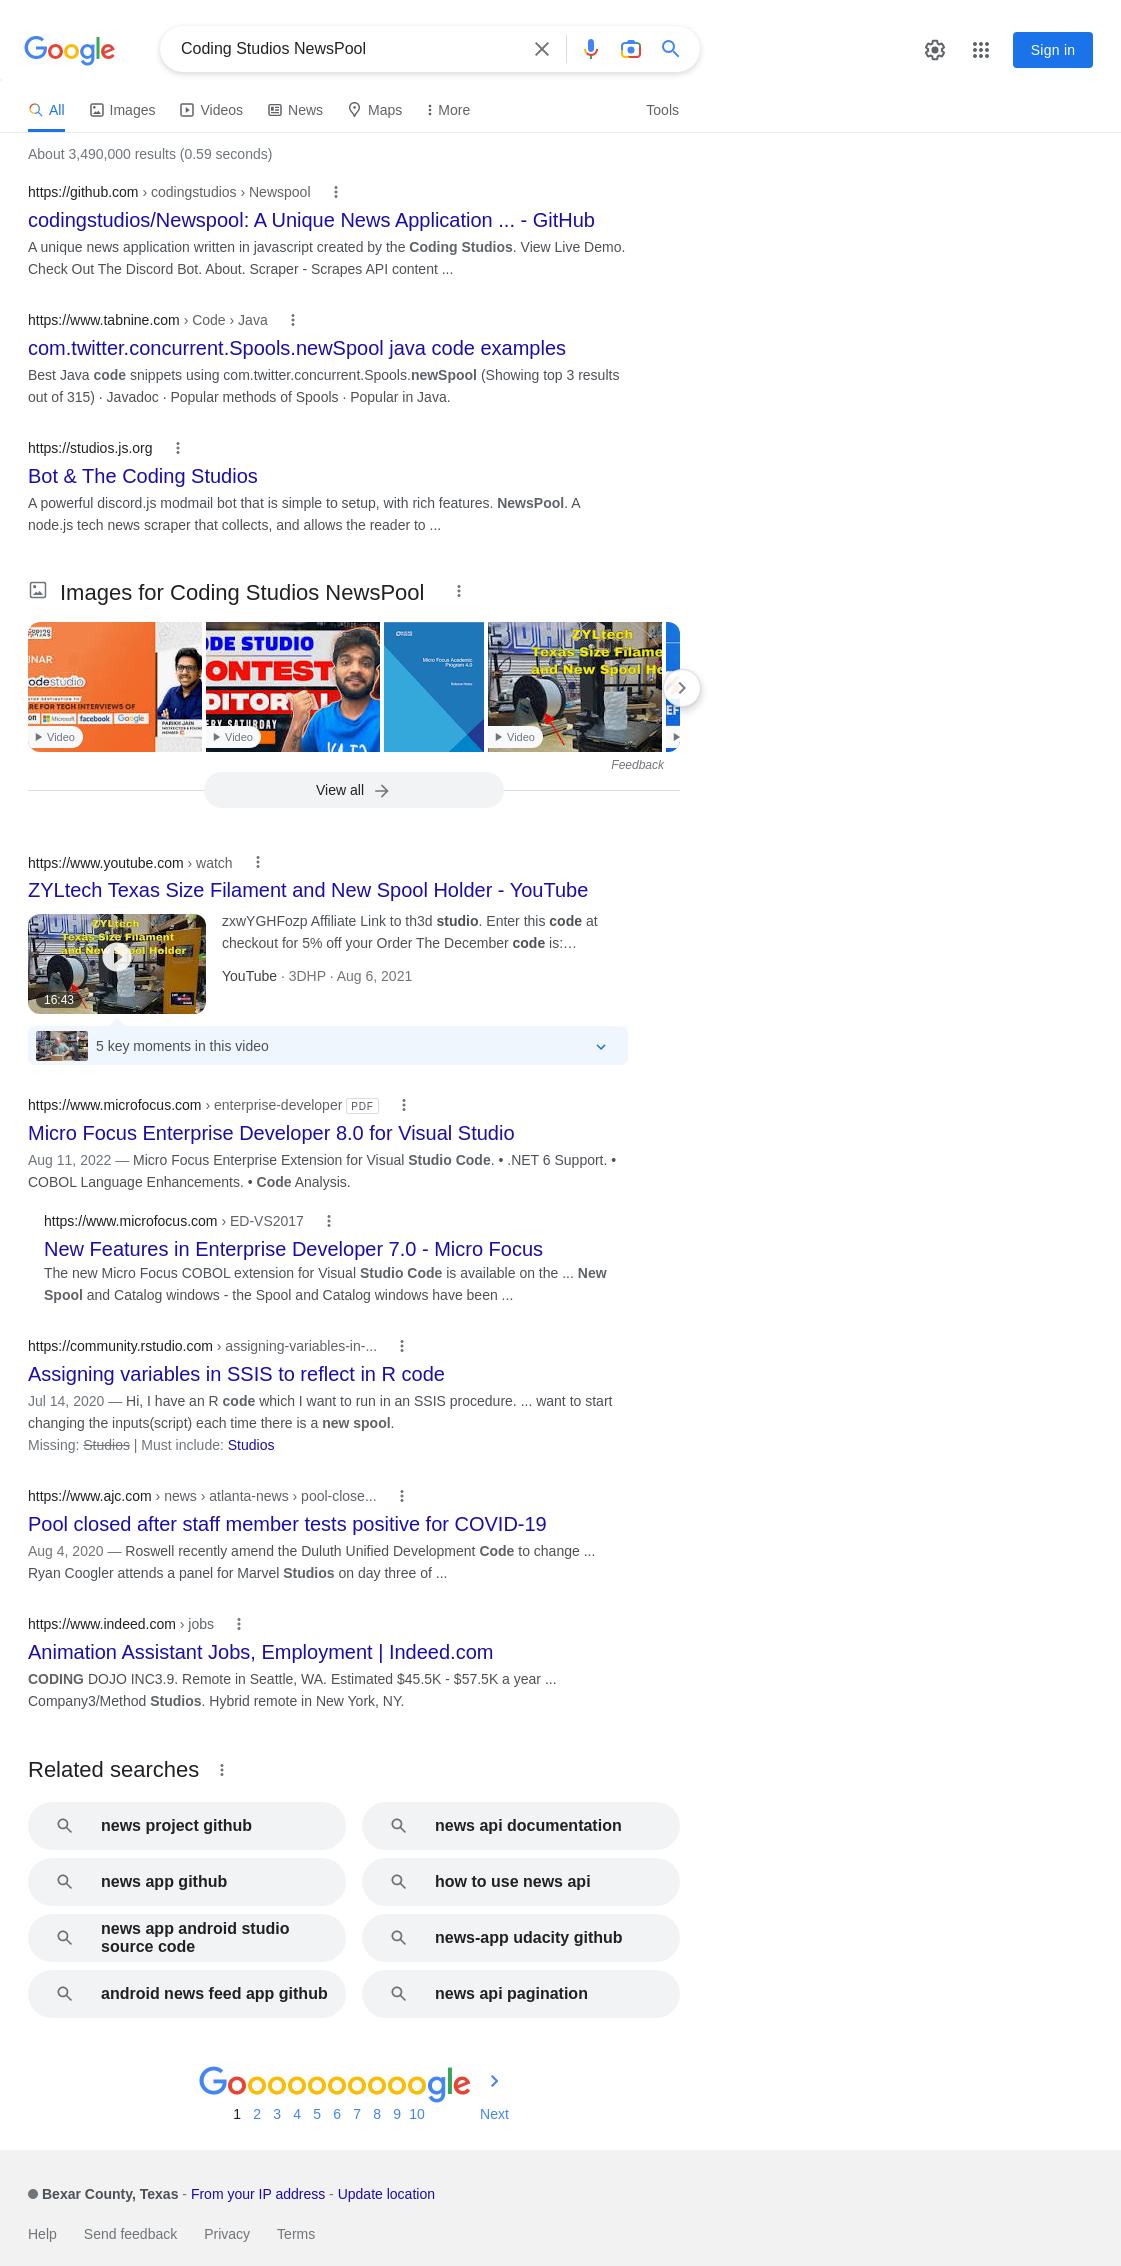 Google
Coding Studios NewsPool
Sign in
All
Images
Videos
News
Maps
More
Tools
About 3,490,000 results (0.59 seconds)
https://github.com › codingstudios › Newspool
codingstudios/Newspool: A Unique News Application ... - GitHub
A unique news application written in javascript created by the Coding Studios. View Live Demo.
Check Out The Discord Bot. About. Scraper - Scrapes API content ...
https://www.tabnine.com › Code › Java
com.twitter.concurrent.Spools.newSpool java code examples
Best Java code snippets using com.twitter.concurrent.Spools.newSpool (Showing top 3 results
out of 315) · Javadoc · Popular methods of Spools · Popular in Java.
https://studios.js.org
Bot & The Coding Studios
A powerful discord.js modmail bot that is simple to setup, with rich features. NewsPool. A
node.js tech news scraper that collects, and allows the reader to ...
Images for Coding Studios NewsPool
Video
Video
Micro Focus Academic
Program 4.0
Release Notes
ZYLtech
Video
Feedback
View all
https://www.youtube.com › watch
ZYLtech Texas Size Filament and New Spool Holder - YouTube
ZYLtech
Texas Size Filament
and New Spool Holder
16:43
zxwYGHFozp Affiliate Link to th3d studio. Enter this code at
checkout for 5% off your Order The December code is:…
YouTube · 3DHP · Aug 6, 2021
5 key moments in this video
https://www.microfocus.com › enterprise-developer PDF
Micro Focus Enterprise Developer 8.0 for Visual Studio
Aug 11, 2022 — Micro Focus Enterprise Extension for Visual Studio Code. • .NET 6 Support. •
COBOL Language Enhancements. • Code Analysis.
https://www.microfocus.com › ED-VS2017
New Features in Enterprise Developer 7.0 - Micro Focus
The new Micro Focus COBOL extension for Visual Studio Code is available on the ... New
Spool and Catalog windows - the Spool and Catalog windows have been ...
https://community.rstudio.com › assigning-variables-in-...
Assigning variables in SSIS to reflect in R code
Jul 14, 2020 — Hi, I have an R code which I want to run in an SSIS procedure. ... want to start
changing the inputs(script) each time there is a new spool.
Missing: Studios | Must include: Studios
https://www.ajc.com › news › atlanta-news › pool-close...
Pool closed after staff member tests positive for COVID-19
Aug 4, 2020 — Roswell recently amend the Duluth Unified Development Code to change ...
Ryan Coogler attends a panel for Marvel Studios on day three of ...
https://www.indeed.com › jobs
Animation Assistant Jobs, Employment | Indeed.com
CODING DOJO INC3.9. Remote in Seattle, WA. Estimated $45.5K - $57.5K a year ...
Company3/Method Studios. Hybrid remote in New York, NY.
Related searches
news project github
news api documentation
news app github
how to use news api
news app android studio
source code
news-app udacity github
android news feed app github
news api pagination
Goooooooooogle
1 2 3 4 5 6 7 8 9 10 Next
Bexar County, Texas - From your IP address - Update location
Help Send feedback Privacy Terms